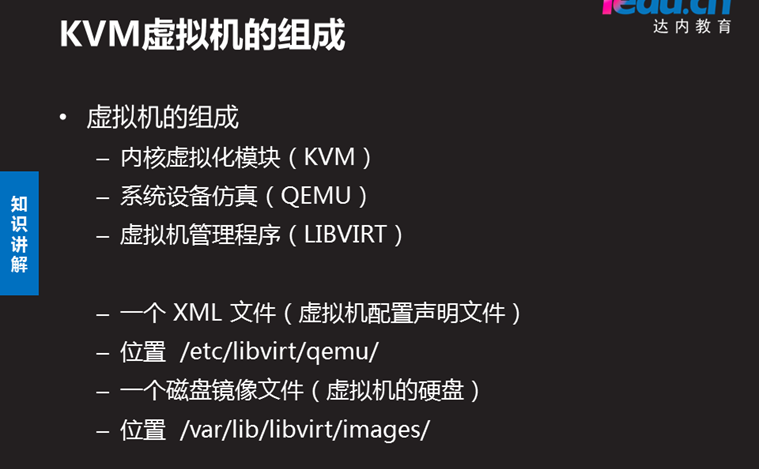 KVM虚拟机的组成
达内教育
• 虚拟机的组成
– 内核虚拟化模块（KVM）
– 系统设备仿真（QEMU）
– 虚拟机管理程序（LIBVIRT）
知识讲解
– 一个 XML 文件（虚拟机配置声明文件）
– 位置 /etc/libvirt/qemu/
– 一个磁盘镜像文件（虚拟机的硬盘）
– 位置 /var/lib/libvirt/images/